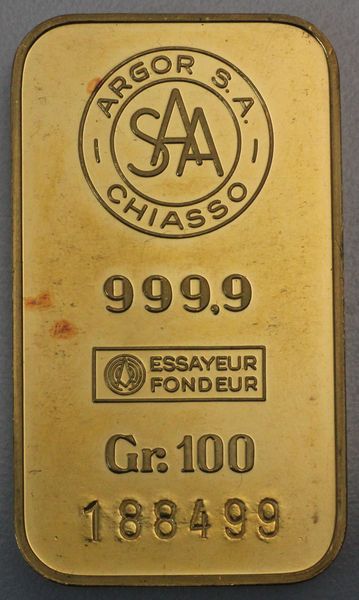 ARGOR S.A.
SAA
CHIASSO
999,9
ESSAYEUR
FONDEUR
Gr. 100
188499